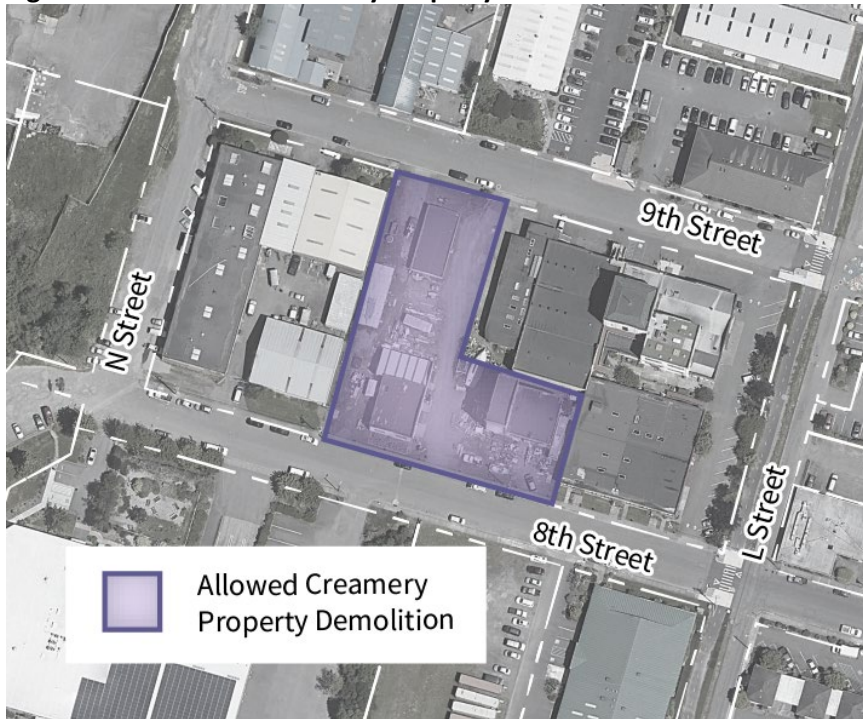 9th Street
N Street
8th Street
L Street
Allowed Creamery
Property Demolition